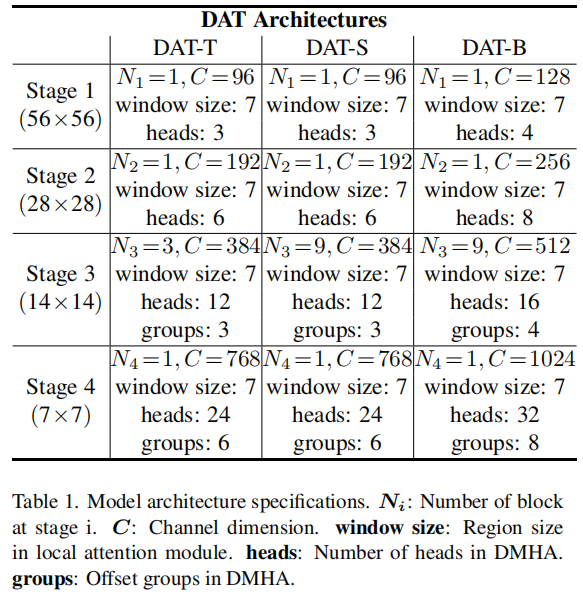 DAT Architectures
DAT-T DAT-S DAT-B
Stage 1
(56×56)
N₁=1, C=96 N₁=1, C=96 N₁=1, C=128
window size: 7 window size: 7 window size: 7
heads: 3 heads: 3 heads: 4
Stage 2
(28×28)
N₂=1, C=192 N₂=1, C=192 N₂=1, C=256
window size: 7 window size: 7 window size: 7
heads: 6 heads: 6 heads: 8
Stage 3
(14×14)
N₃=3, C=384 N₃=9, C=384 N₃=9, C=512
window size: 7 window size: 7 window size: 7
heads: 12 heads: 12 heads: 16
groups: 3 groups: 3 groups: 4
Stage 4
(7×7)
N₄=1, C=768 N₄=1, C=768 N₄=1, C=1024
window size: 7 window size: 7 window size: 7
heads: 24 heads: 24 heads: 32
groups: 6 groups: 6 groups: 8
Table 1. Model architecture specifications. Nᵢ: Number of block
at stage i. C: Channel dimension. window size: Region size
in local attention module. heads: Number of heads in DMHA.
groups: Offset groups in DMHA.